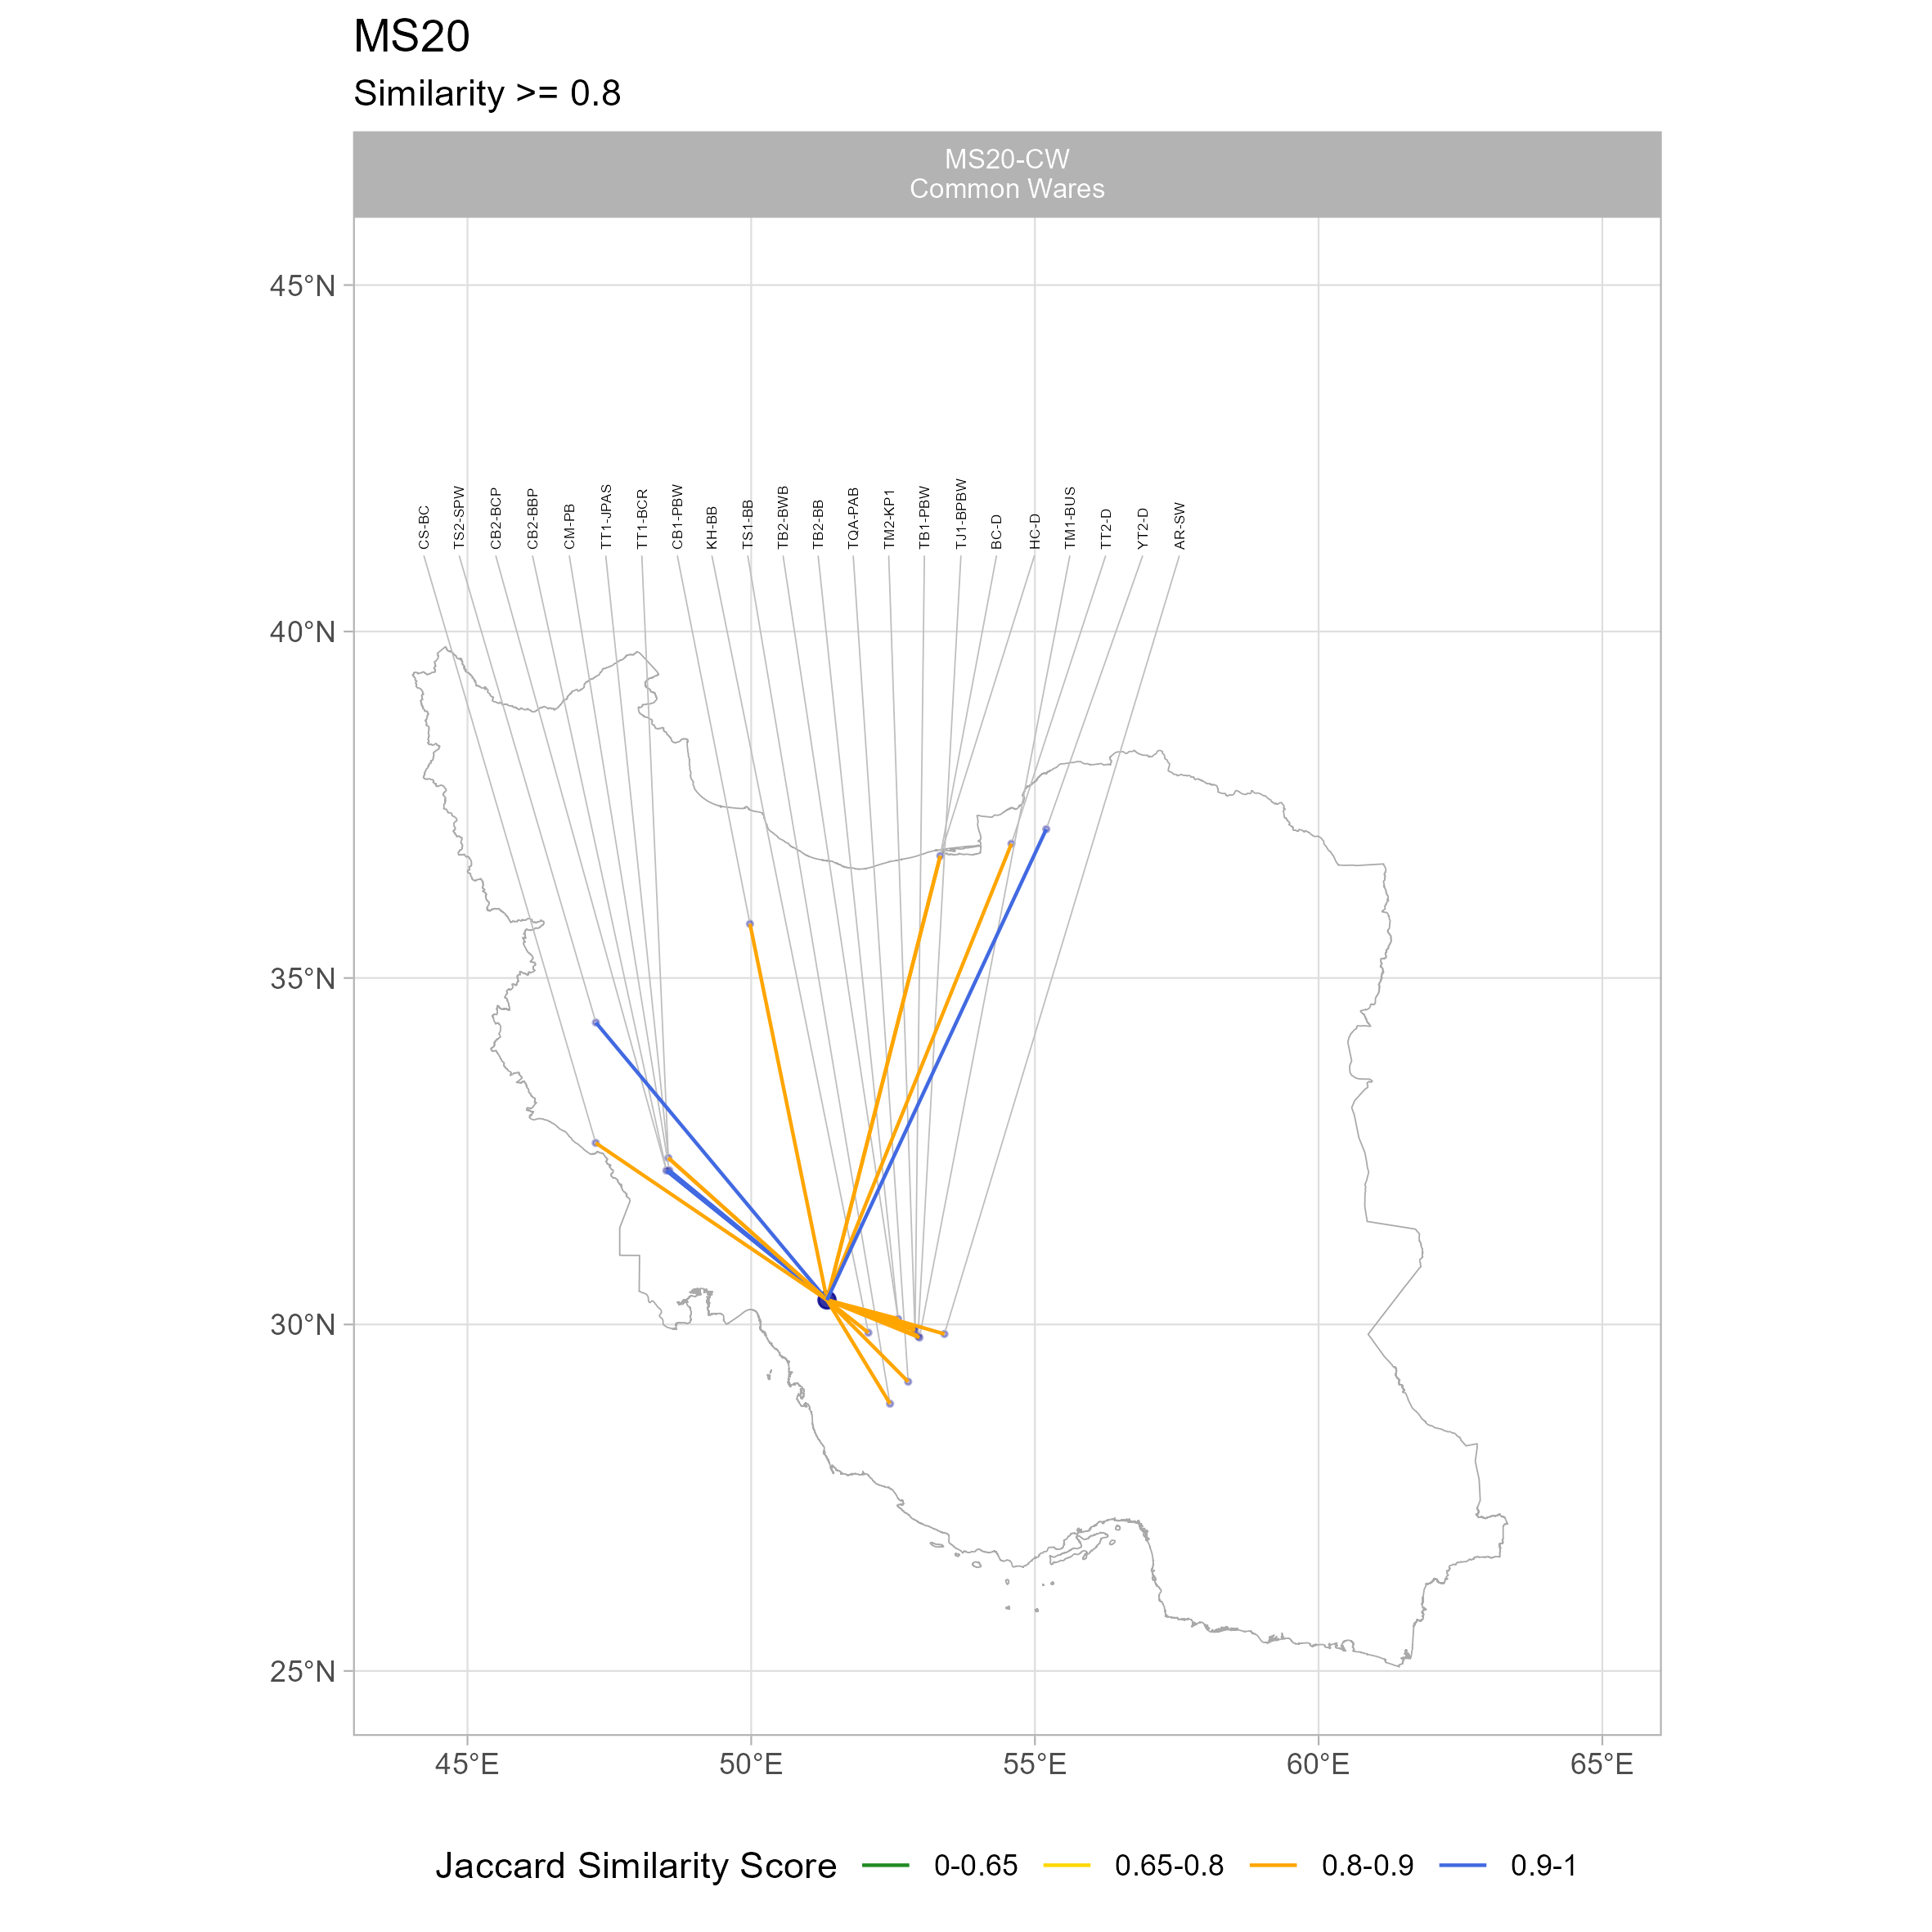 MS20
Similarity >= 0.8
MS20-CW
Common Wares
CS-BC
TS2-SPW
CB2-BCP
CB2-BBP
CM-PB
TT1-JPAS
TT1-BCR
CB1-PBW
KH-BB
TS1-BB
TB2-BWB
TB2-BB
TQA-PAB
TM2-KP1
TB1-PBW
TJ1-BPBW
BC-D
HC-D
TM1-BUS
TT2-D
YT2-D
AR-SW
45°N
40°N
35°N
30°N
25°N
45°E
50°E
55°E
60°E
65°E
Jaccard Similarity Score 0-0.65 0.65-0.8 0.8-0.9 0.9-1